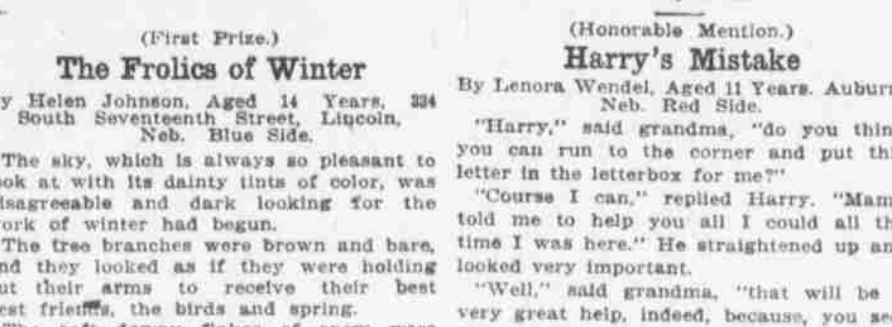 (First Prize.)
The Frolics of Winter
y Helen Johnson, Aged 14 Years, 334
South Seventeenth Street, Lincoln,
Neb. Blue Side.
The sky, which is always so pleasant to
ok at with its dainty tints of color, was
isagreeable and dark looking for the
ork of winter had begun.
The tree branches were brown and bare,
nd they looked as if they were holding
ut their arms to receive their best
est friends, the birds and spring.
(Honorable Mention.)
Harry's Mistake
By Lenora Wendel, Aged 11 Years. Auburn
Neb. Red Side.
"Harry," said grandma, "do you thin
you can run to the corner and put thi
letter in the letterbox for me?"
"Course I can," replied Harry. "Mam
told me to help you all I could all th
time I was here." He straightened up an
looked very important.
"Well," said grandma, "that will be
very great help, indeed, because, you se